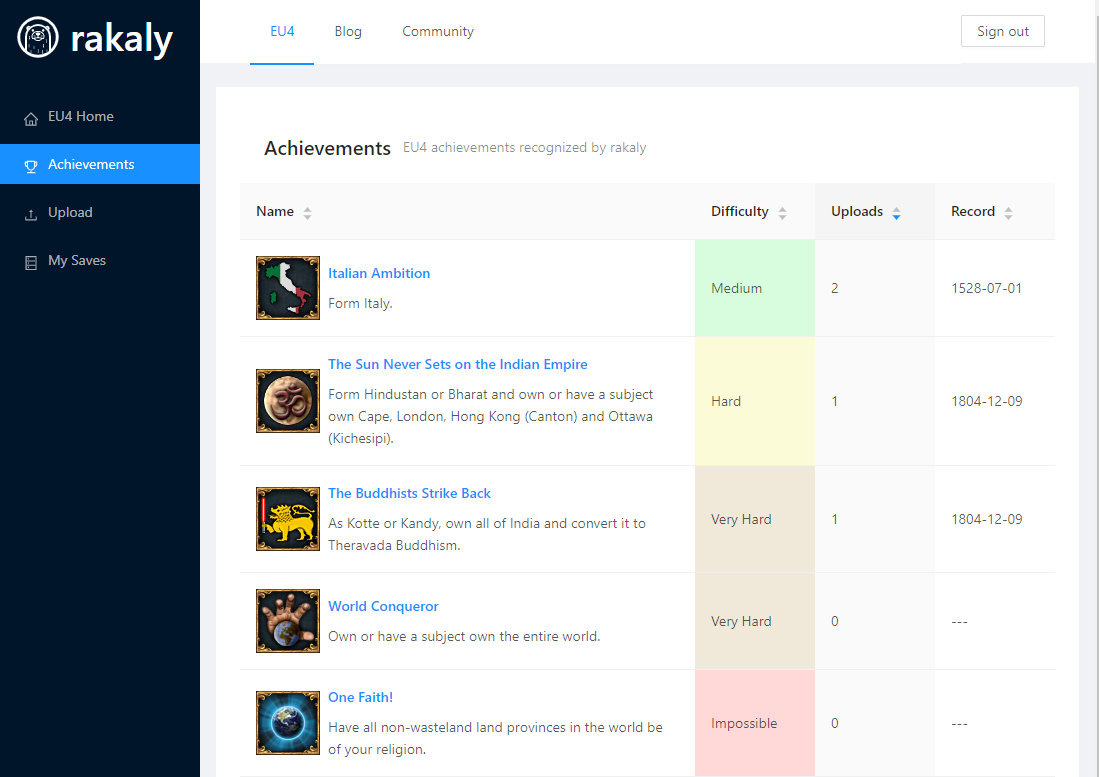 rakaly
EU4 Blog Community Sign out
EU4 Home
Achievements
Upload
My Saves
Achievements EU4 achievements recognized by rakaly
Name Difficulty Uploads Record
Italian Ambition
Form Italy.
Medium 2 1528-07-01
The Sun Never Sets on the Indian Empire
Form Hindustan or Bharat and own or have a subject
own Cape, London, Hong Kong (Canton) and Ottawa
(Kichesipi).
Hard 1 1804-12-09
The Buddhists Strike Back
As Kotte or Kandy, own all of India and convert it to
Theravada Buddhism.
Very Hard 1 1804-12-09
World Conqueror
Own or have a subject own the entire world.
Very Hard 0 ---
One Faith!
Have all non-wasteland land provinces in the world be
of your religion.
Impossible 0 ---